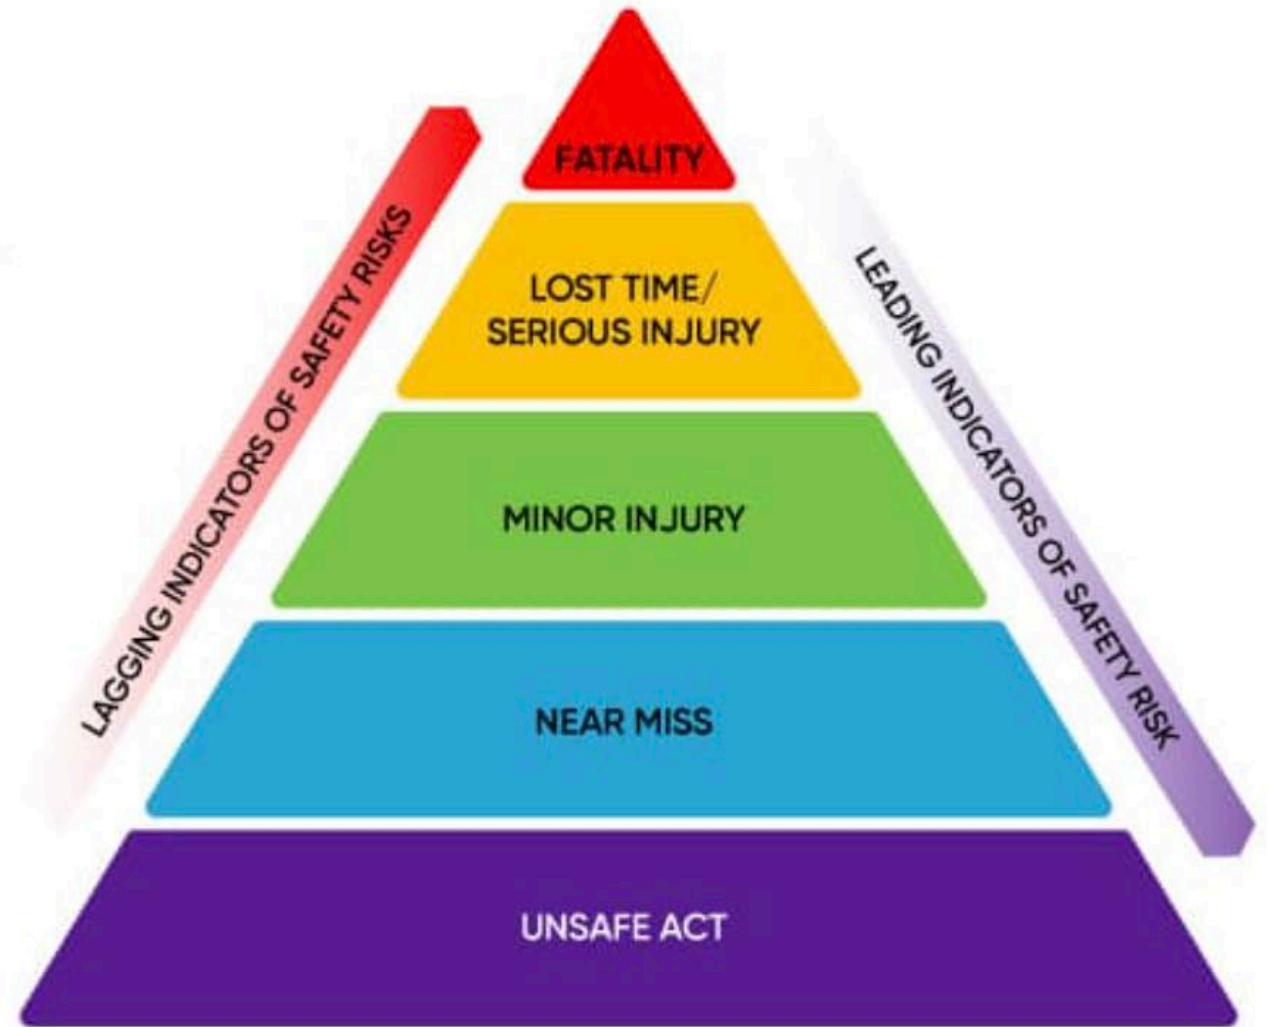 FATALITY
LAGGING INDICATORS OF SAFETY RISKS
LOST TIME/
SERIOUS INJURY
LEADING INDICATORS OF SAFETY RISK
MINOR INJURY
NEAR MISS
UNSAFE ACT